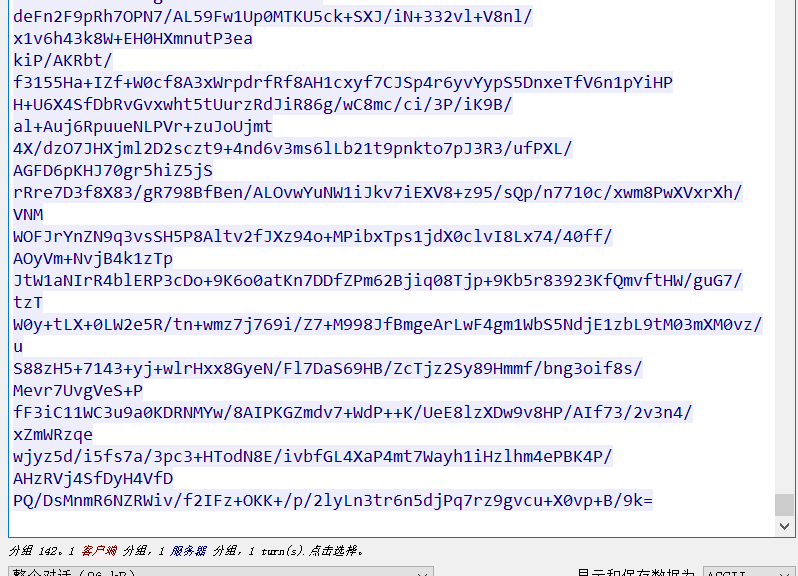 deFn2F9pRh7OPN7/AL59Fw1Up0MTKU5ck+SXJ/iN+332vl+V8nl/
x1v6h43k8W+EH0HXmnutP3ea
kiP/AKRbt/
f3155Ha+IZf+W0cf8A3xWrpdrfRf8AH1cxyf7CJSp4r6yvYypS5DnxeTfV6n1pYiHP
H+U6X4SfDbRvGvxwht5tUurzRdJiR86g/wC8mc/ci/3P/iK9B/
al+Auj6RpuueNLPVr+zuJoUjmt
4X/dzO7JHXjml2D2sczt9+4nd6v3ms6lLb21t9pnkto7pJ3R3/ufPXL/
AGFD6pKHJ70gr5hiZ5jS
rRre7D3f8X83/gR798BfBen/ALOvwYuNW1iJkv7iEXV8+z95/sQp/n7710c/xwm8PwXVxrXh/
VNM
WOFJrYnZN9q3vsSH5P8Altv2fJXz94o+MPibxTps1jdX0clvI8Lx74/40ff/
AOyVm+NvjB4k1zTp
JtW1aNIrR4blERP3cDo+9K6o0atKn7DDfZPm62Bjiq08Tjp+9Kb5r83923KfQmvftHW/guG7/
tzT
W0y+tLX+0LW2e5R/tn+wmz7j769i/Z7+M998JfBmgeArLwF4gm1WbS5NdjE1zbL9tM03mXM0vz/
u
S88zH5+7143+yj+wlrHxx8GyeN/Fl7DaS69HB/ZcTjz2Sy89Hmmf/bng3oif8s/
Mevr7UvgVeS+P
fF3iC11WC3u9a0KDRNMYw/8AIPKGZmdv7+WdP++K/UeE8lzXDw9v8HP/AIf73/2v3n4/
xZmWRzqe
wjyz5d/i5fs7a/3pc3+HTodN8E/ivbfGL4XaP4mt7Wayh1iHzlhm4ePBK4P/
AHzRVj4SfDyH4VfD
PQ/DsMnmR6NZRWiv/f2IFz+OKK+/p/2lyLn3tr6n5djPq7rz9gvcu+X0vp+B/9k=
分组 142。1 客户端 分组，1 服务器 分组，1 turn(s).点击选择。